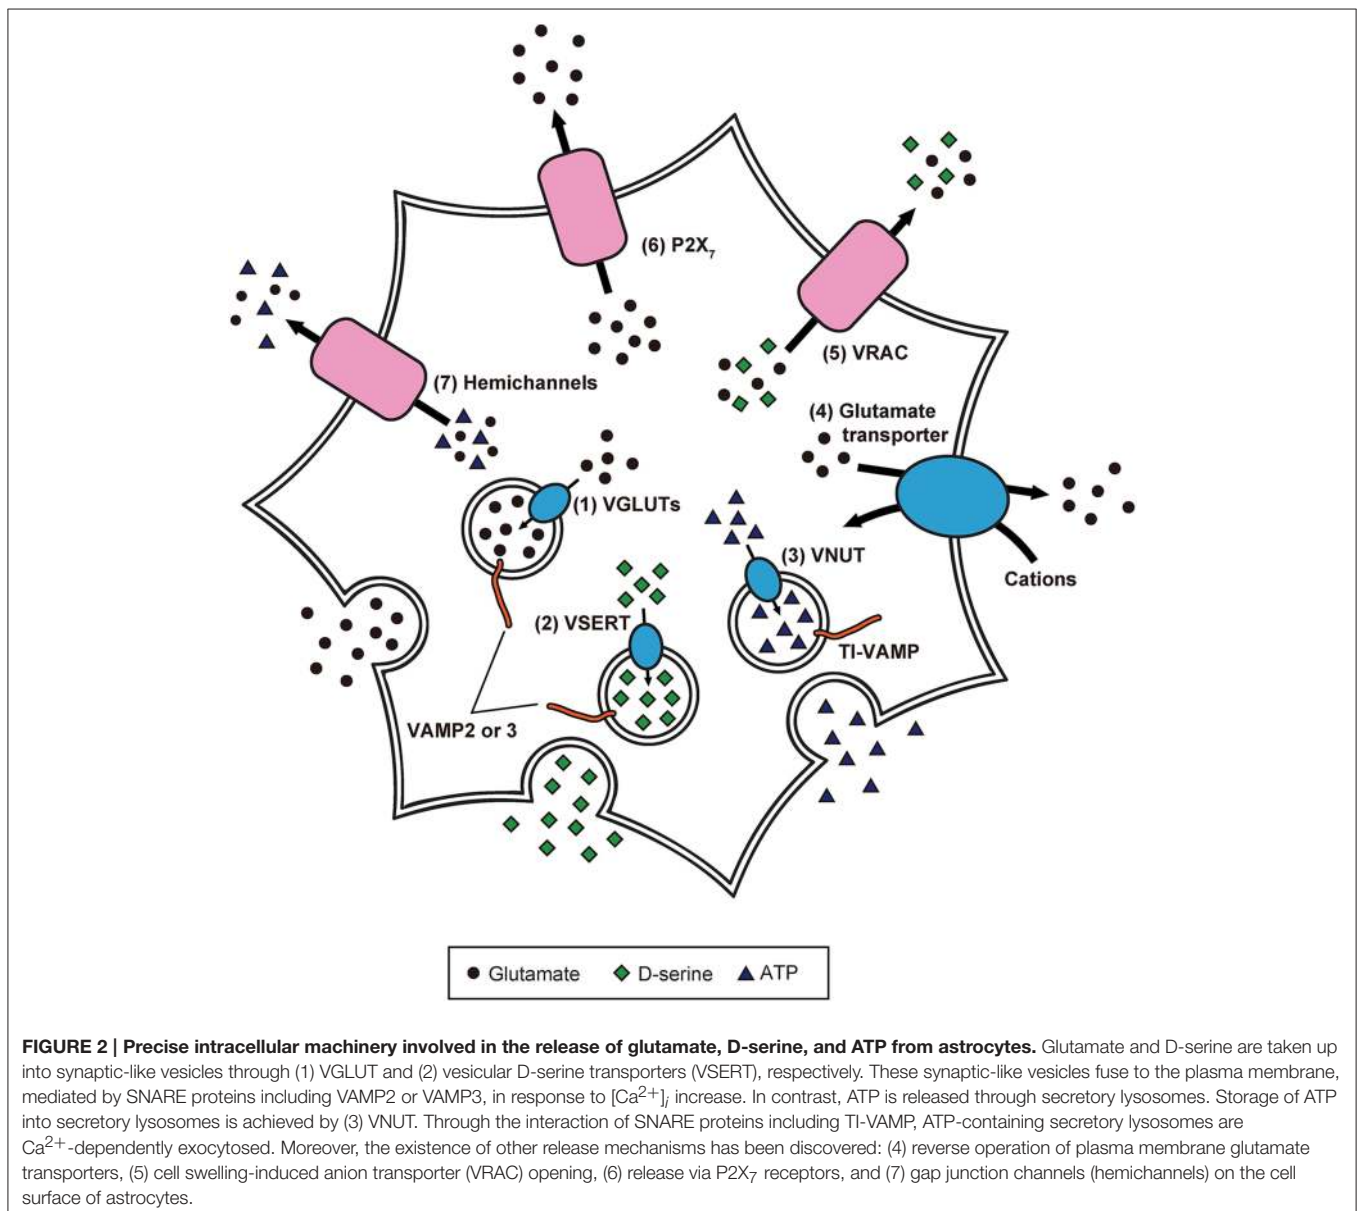 (6) P2X7
(5) VRAC
(7) Hemichannels
(4) Glutamate
transporter
(1) VGLUTs
(3) VNUT
Cations
(2) VSERT
TI-VAMP
VAMP2 or 3
Glutamate D-serine ATP
FIGURE 2 | Precise intracellular machinery involved in the release of glutamate, D-serine, and ATP from astrocytes. Glutamate and D-serine are taken up
into synaptic-like vesicles through (1) VGLUT and (2) vesicular D-serine transporters (VSERT), respectively. These synaptic-like vesicles fuse to the plasma membrane,
mediated by SNARE proteins including VAMP2 or VAMP3, in response to [Ca2+]i increase. In contrast, ATP is released through secretory lysosomes. Storage of ATP
into secretory lysosomes is achieved by (3) VNUT. Through the interaction of SNARE proteins including TI-VAMP, ATP-containing secretory lysosomes are
Ca2+-dependently exocytosed. Moreover, the existence of other release mechanisms has been discovered: (4) reverse operation of plasma membrane glutamate
transporters, (5) cell swelling-induced anion transporter (VRAC) opening, (6) release via P2X7 receptors, and (7) gap junction channels (hemichannels) on the cell
surface of astrocytes.